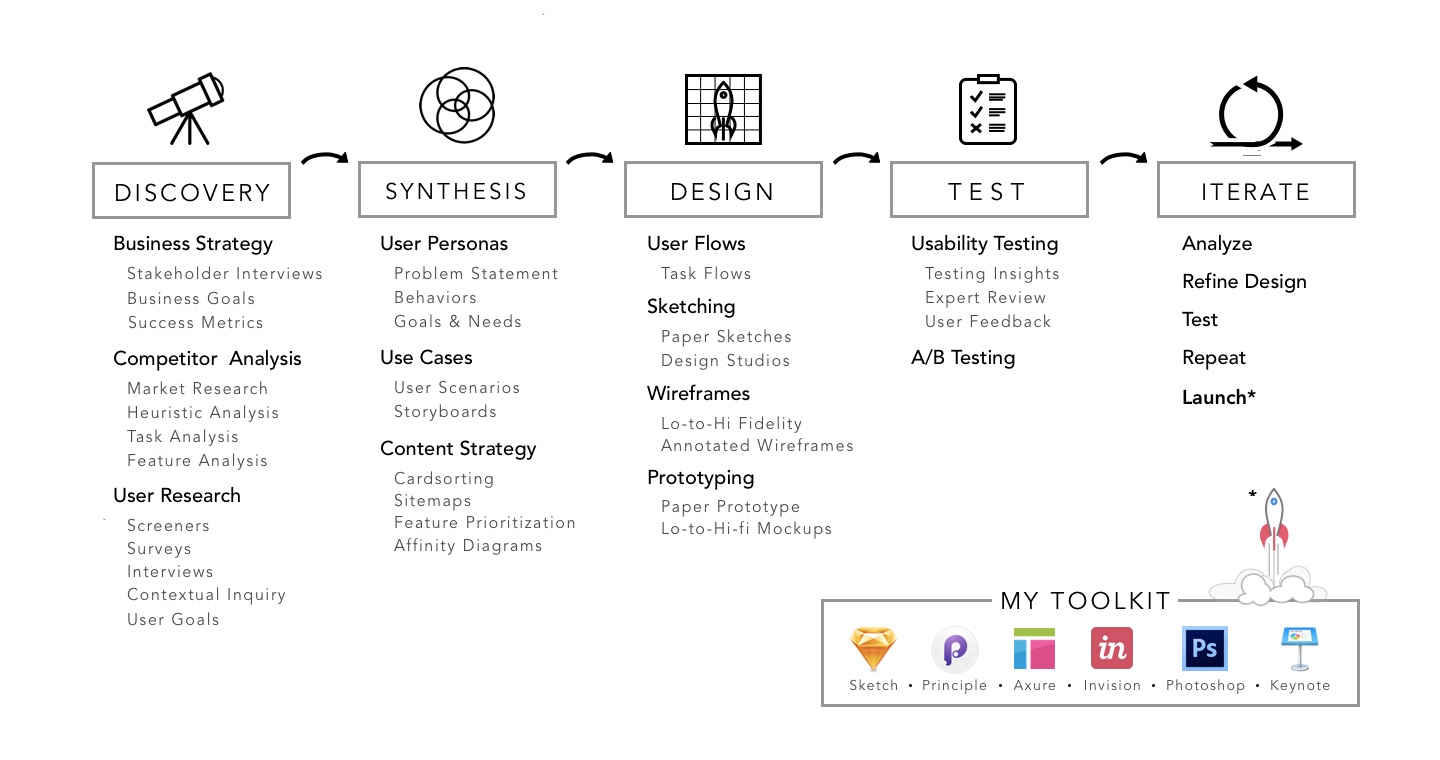 DISCOVERY
Business Strategy
Stakeholder Interviews
Business Goals
Success Metrics
Competitor Analysis
Market Research
Heuristic Analysis
Task Analysis
Feature Analysis
User Research
Screeners
Surveys
Interviews
Contextual Inquiry
User Goals
SYNTHESIS
User Personas
Problem Statement
Behaviors
Goals & Needs
Use Cases
User Scenarios
Storyboards
Content Strategy
Cardsorting
Sitemaps
Feature Prioritization
Affinity Diagrams
DESIGN
User Flows
Task Flows
Sketching
Paper Sketches
Design Studios
Wireframes
Lo-to-Hi Fidelity
Annotated Wireframes
Prototyping
Paper Prototype
Lo-to-Hi-fi Mockups
TEST
Usability Testing
Testing Insights
Expert Review
User Feedback
A/B Testing
ITERATE
Analyze
Refine Design
Test
Repeat
Launch*
*
MY TOOLKIT
P in Ps
Sketch • Principle • Axure • Invision • Photoshop • Keynote